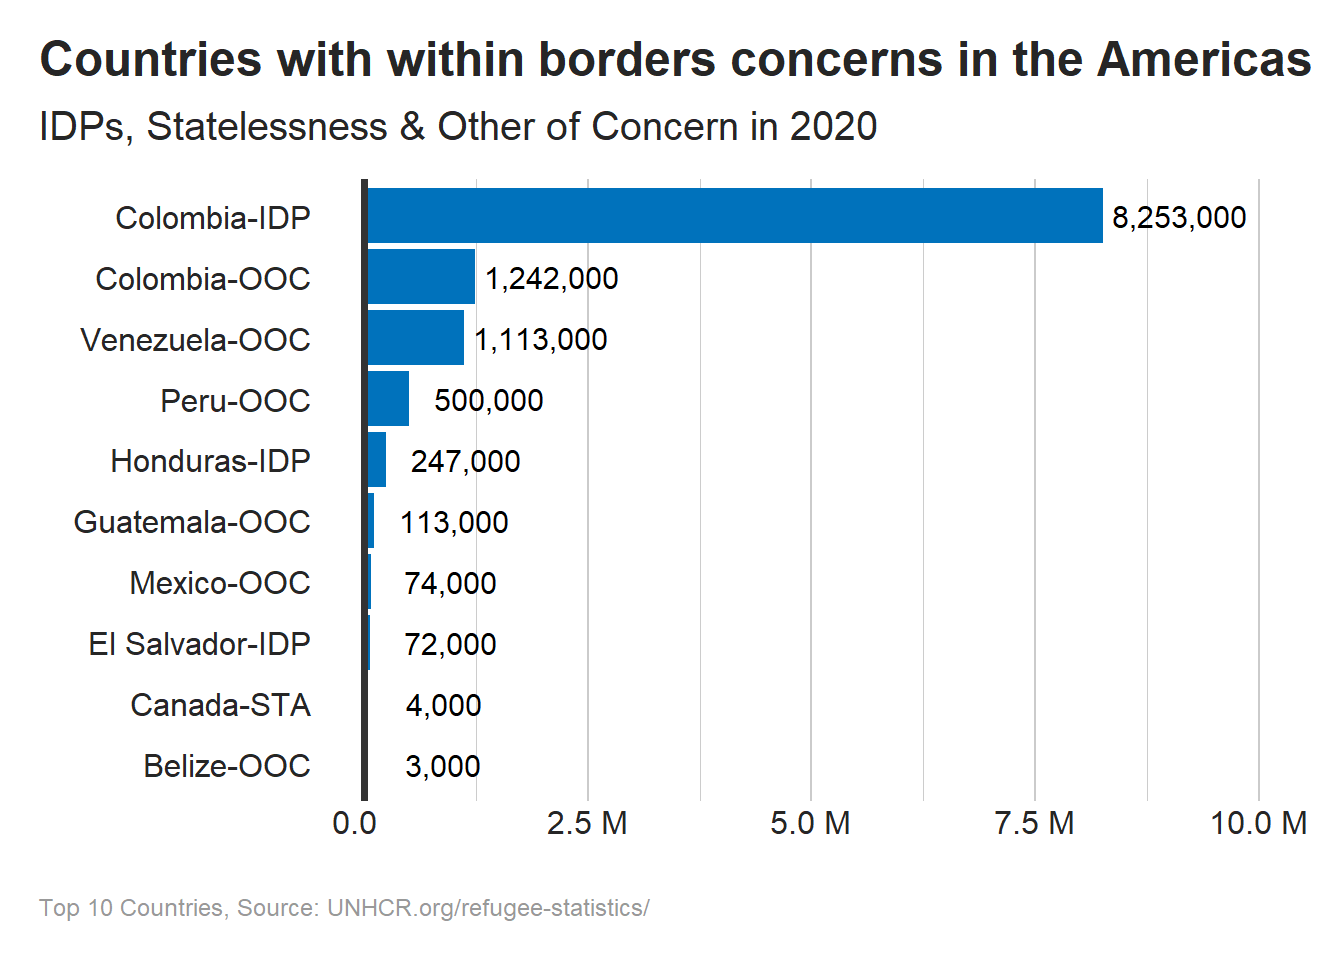 Countries with within borders concerns in the Americas
IDPs, Statelessness & Other of Concern in 2020
Colombia-IDP 8,253,000
Colombia-OOC 1,242,000
Venezuela-OOC 1,113,000
Peru-OOC 500,000
Honduras-IDP 247,000
Guatemala-OOC 113,000
Mexico-OOC 74,000
El Salvador-IDP 72,000
Canada-STA 4,000
Belize-OOC 3,000
0.0 2.5 M 5.0 M 7.5 M 10.0 M
Top 10 Countries, Source: UNHCR.org/refugee-statistics/